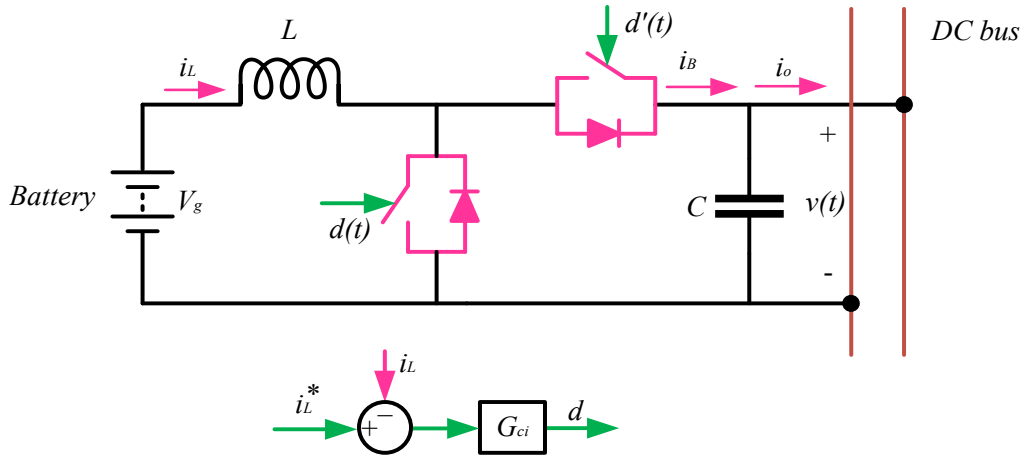 d'(t)
DC bus
L
iL
iB
io
+
Battery
Vg
d(t)
C
v(t)
-
iL
iL*
+
−
Gci
d